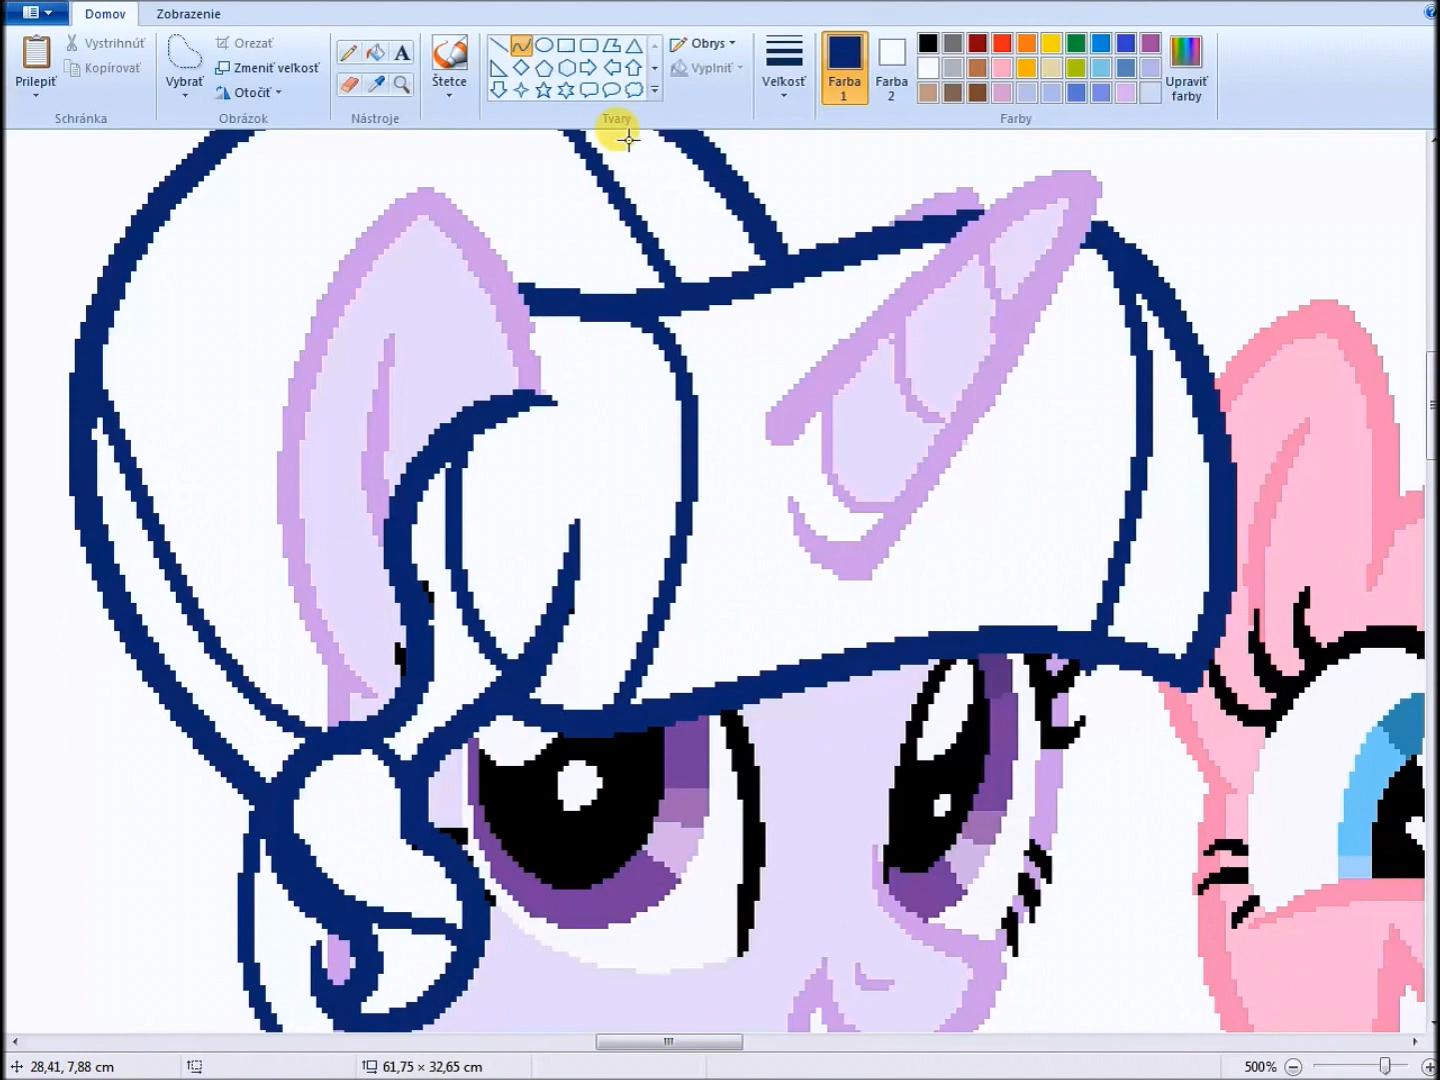 Domov
Zobrazenie
Prilepiť
Vystrihnúť
Kopírovať
Schránka
Vybrať
Orezať
Zmeniť veľkosť
Otočiť
Obrázok
A
Nástroje
Štetce
Tvary
Obrys
Vyplniť
Veľkosť
Farba
1
Farba
2
Upraviť
farby
Farby
28,41, 7,88 cm
61,75 × 32,65 cm
500%